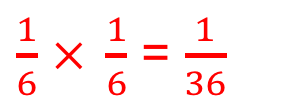 1/6 × 1/6 = 1/36